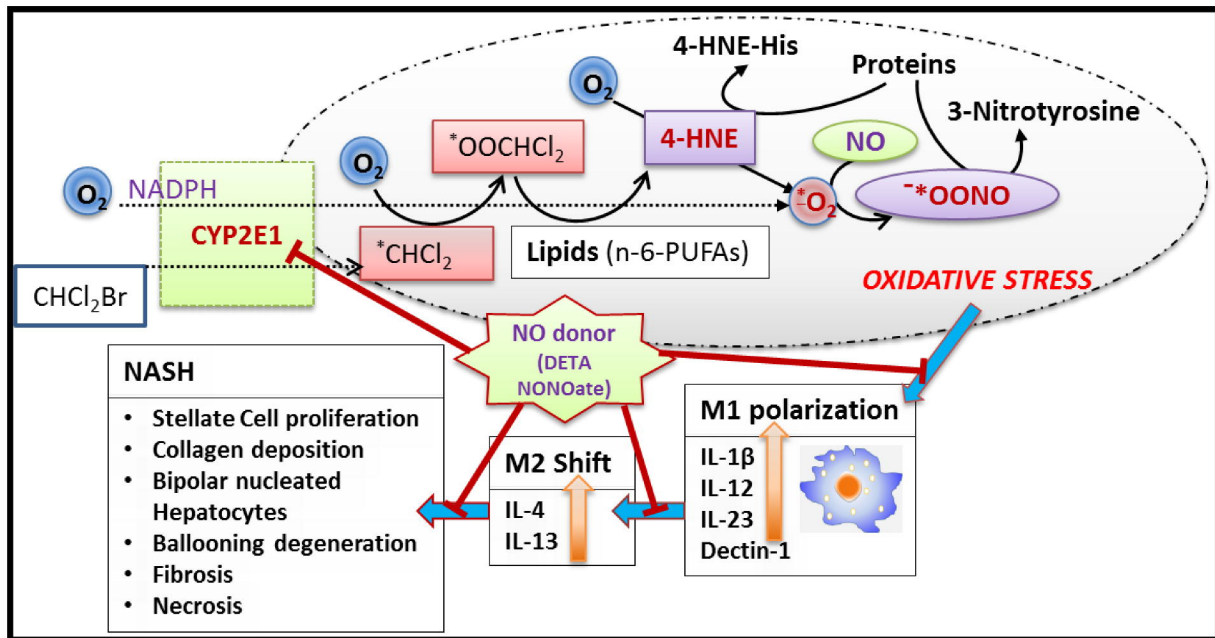 4-HNE-His
Proteins
O2
3-Nitrotyrosine
*OOCHCl2
4-HNE
NO
O2
O2
NADPH
*-O2
-*OONO
CYP2E1
*CHCl2
Lipids (n-6-PUFAs)
CHCl2Br
OXIDATIVE STRESS
NO donor
(DETA
NONOate)
NASH
• Stellate Cell proliferation
• Collagen deposition
• Bipolar nucleated
Hepatocytes
• Ballooning degeneration
• Fibrosis
• Necrosis
M2 Shift
IL-4
IL-13
M1 polarization
IL-1β
IL-12
IL-23
Dectin-1